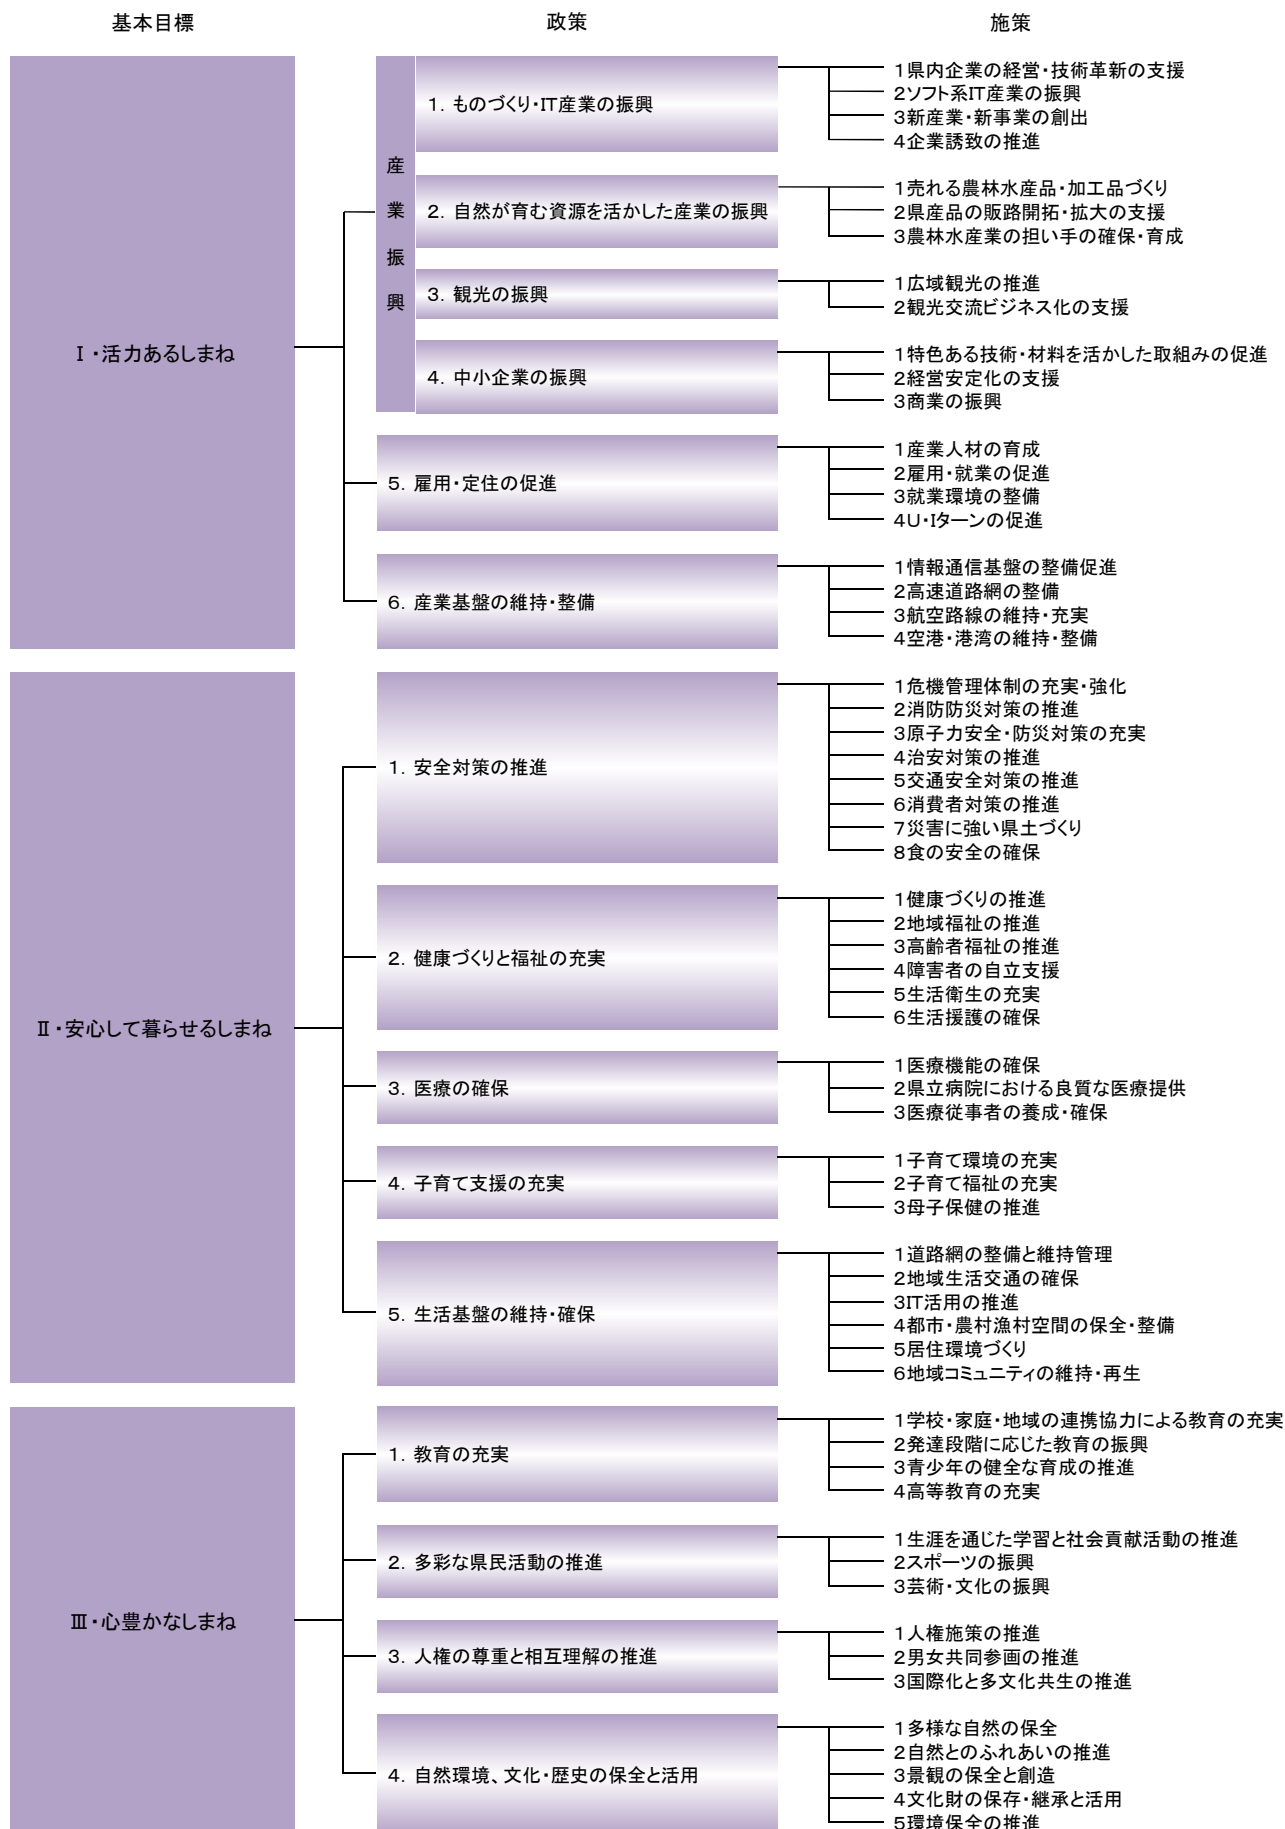 基本目標
政策
施策
Ⅰ・活力あるしまね
産業振興
1. ものづくり・IT産業の振興
1県内企業の経営・技術革新の支援
2ソフト系IT産業の振興
3新産業・新事業の創出
4企業誘致の推進
2. 自然が育む資源を活かした産業の振興
1売れる農林水産品・加工品づくり
2県産品の販路開拓・拡大の支援
3農林水産業の担い手の確保・育成
3. 観光の振興
1広域観光の推進
2観光交流ビジネス化の支援
4. 中小企業の振興
1特色ある技術・材料を活かした取組みの促進
2経営安定化の支援
3商業の振興
5. 雇用・定住の促進
1産業人材の育成
2雇用・就業の促進
3就業環境の整備
4U・Iターンの促進
6. 産業基盤の維持・整備
1情報通信基盤の整備促進
2高速道路網の整備
3航空路線の維持・充実
4空港・港湾の維持・整備
Ⅱ・安心して暮らせるしまね
1. 安全対策の推進
1危機管理体制の充実・強化
2消防防災対策の推進
3原子力安全・防災対策の充実
4治安対策の推進
5交通安全対策の推進
6消費者対策の推進
7災害に強い県土づくり
8食の安全の確保
2. 健康づくりと福祉の充実
1健康づくりの推進
2地域福祉の推進
3高齢者福祉の推進
4障害者の自立支援
5生活衛生の充実
6生活援護の確保
3. 医療の確保
1医療機能の確保
2県立病院における良質な医療提供
3医療従事者の養成・確保
4. 子育て支援の充実
1子育て環境の充実
2子育て福祉の充実
3母子保健の推進
5. 生活基盤の維持・確保
1道路網の整備と維持管理
2地域生活交通の確保
3IT活用の推進
4都市・農村漁村空間の保全・整備
5居住環境づくり
6地域コミュニティの維持・再生
Ⅲ・心豊かなしまね
1. 教育の充実
1学校・家庭・地域の連携協力による教育の充実
2発達段階に応じた教育の振興
3青少年の健全な育成の推進
4高等教育の充実
2. 多彩な県民活動の推進
1生涯を通じた学習と社会貢献活動の推進
2スポーツの振興
3芸術・文化の振興
3. 人権の尊重と相互理解の推進
1人権施策の推進
2男女共同参画の推進
3国際化と多文化共生の推進
4. 自然環境、文化・歴史の保全と活用
1多様な自然の保全
2自然とのふれあいの推進
3景観の保全と創造
4文化財の保存・継承と活用
5環境保全の推進